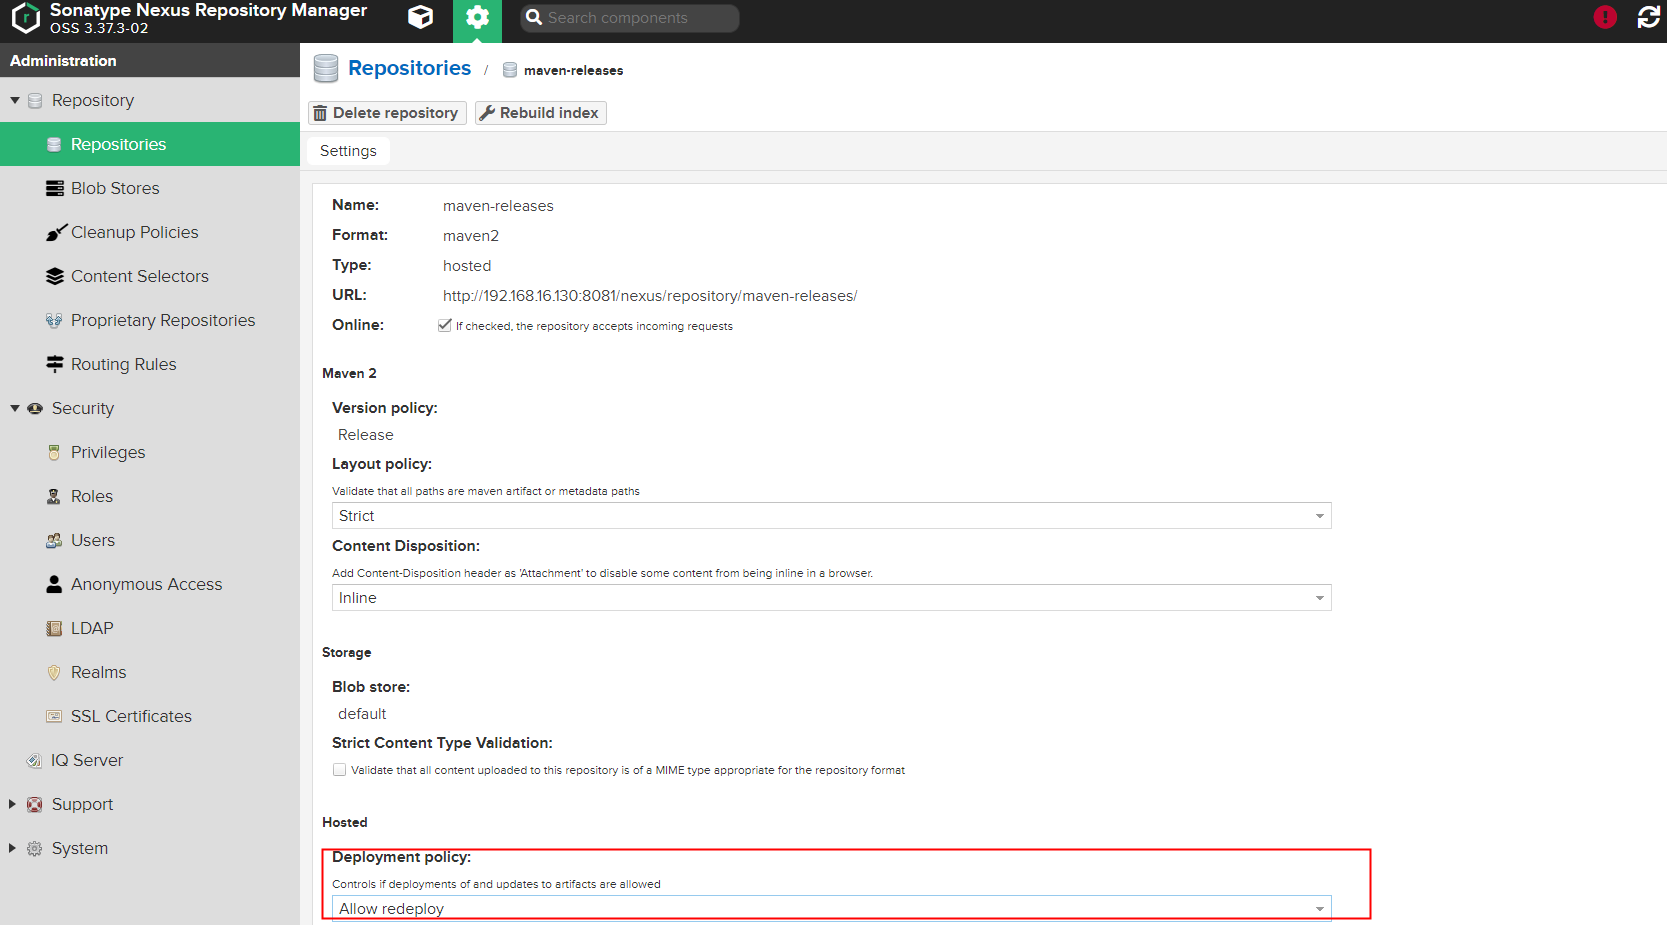 Sonatype Nexus Repository Manager
OSS 3.37.3-02
Search components
Administration
Repository
Repositories
Blob Stores
Cleanup Policies
Content Selectors
Proprietary Repositories
Routing Rules
Security
Privileges
Roles
Users
Anonymous Access
LDAP
Realms
SSL Certificates
IQ Server
Support
System
Repositories / maven-releases
Delete repository Rebuild index
Settings
Name: maven-releases
Format: maven2
Type: hosted
URL: http://192.168.16.130:8081/nexus/repository/maven-releases/
Online: If checked, the repository accepts incoming requests
Maven 2
Version policy:
Release
Layout policy:
Validate that all paths are maven artifact or metadata paths
Strict
Content Disposition:
Add Content-Disposition header as 'Attachment' to disable some content from being inline in a browser.
Inline
Storage
Blob store:
default
Strict Content Type Validation:
Validate that all content uploaded to this repository is of a MIME type appropriate for the repository format
Hosted
Deployment policy:
Controls if deployments of and updates to artifacts are allowed
Allow redeploy